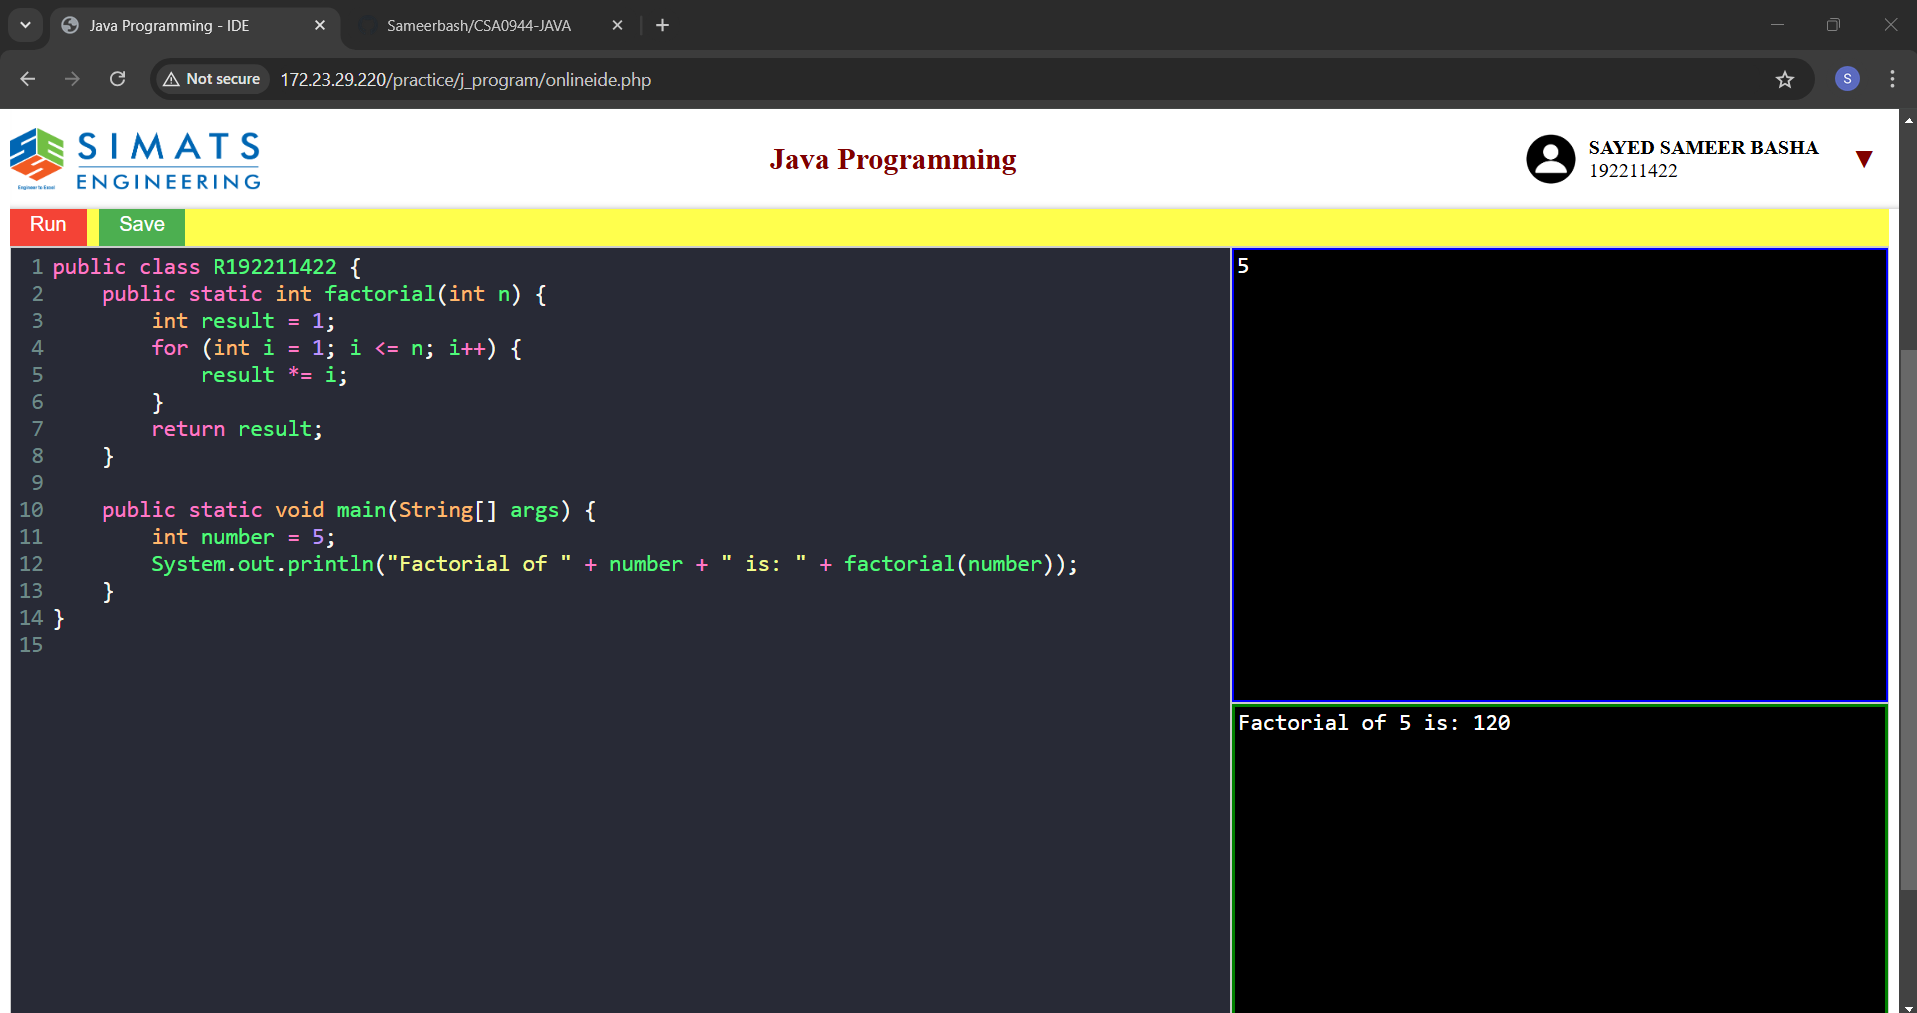 Java Programming - IDE
Sameerbash/CSA0944-JAVA
Not secure
172.23.29.220/practice/j_program/onlineide.php
S
SIMATS
ENGINEERING
Engineer to Excel
Java Programming
SAYED SAMEER BASHA
192211422
Run
Save
1 public class R192211422 {
2     public static int factorial(int n) {
3         int result = 1;
4         for (int i = 1; i <= n; i++) {
5             result *= i;
6         }
7         return result;
8     }
9
10     public static void main(String[] args) {
11         int number = 5;
12         System.out.println("Factorial of " + number + " is: " + factorial(number));
13     }
14 }
15
5
Factorial of 5 is: 120